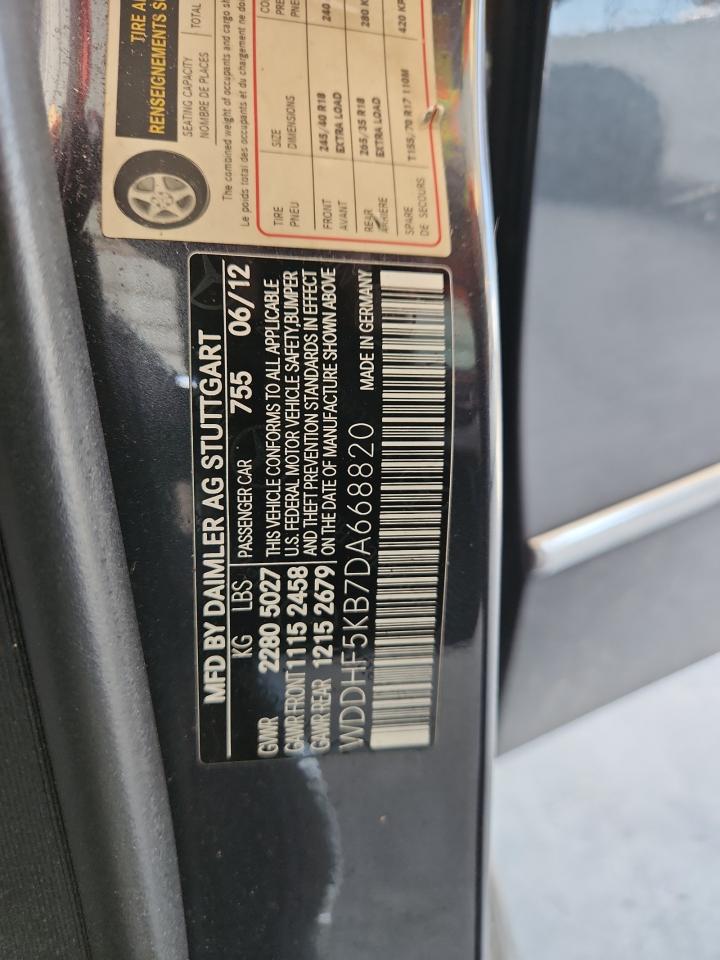 TIRE A
RENSEIGNEMENTS S
SEATING CAPACITY TOTAL
NOMBRE DE PLACES
The combined weight of occupants and cargo sh
Le poids total des occupants et du chargement ne do
TIRE SIZE
PNEU DIMENSIONS PNE
FRONT 245/40 R18 240
AVANT EXTRA LOAD
REAR 265/35 R18 280 K
ARRIERE EXTRA LOAD
SPARE T155/70 R17 110M 420 KP
DE SECOURS
MFD BY DAIMLER AG STUTTGART
KG LBS PASSENGER CAR 755 06/12
GVWR 2280 5027 THIS VEHICLE CONFORMS TO ALL APPLICABLE
U.S. FEDERAL MOTOR VEHICLE SAFETY,BUMPER
GAWR FRONT 1115 2458 AND THEFT PREVENTION STANDARDS IN EFFECT
GAWR REAR 1215 2679 ON THE DATE OF MANUFACTURE SHOWN ABOVE
WDDHF5KB7DA668820 MADE IN GERMANY